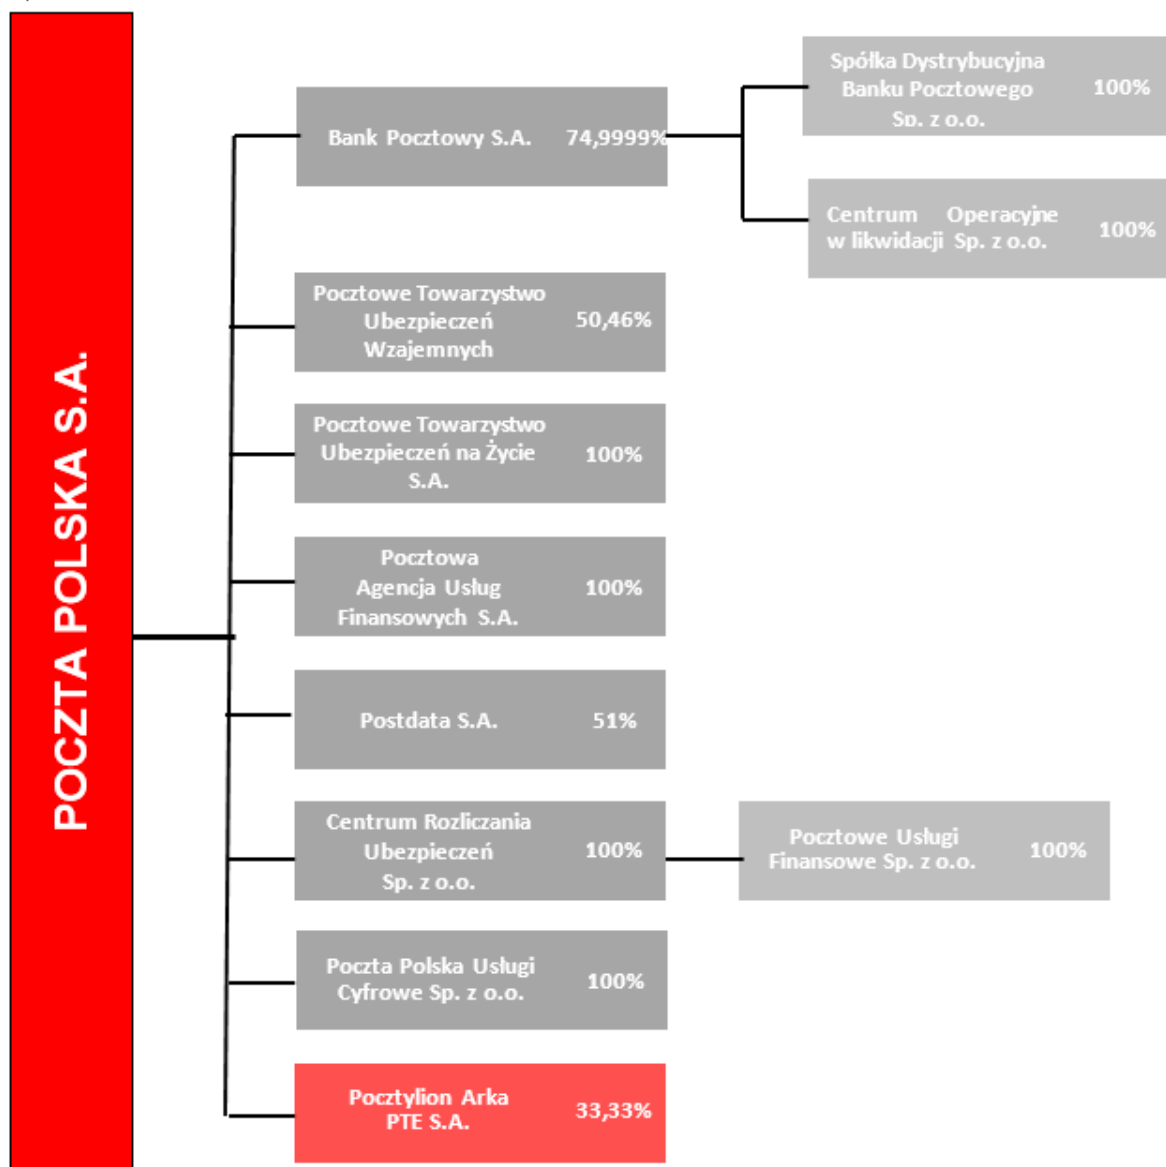 POCZTA POLSKA S.A.
Bank Pocztowy S.A. 74,9999%
Spółka Dystrybucyjna
Banku Pocztowego 100%
Sp. z o.o.
Centrum Operacyjne
w likwidacji Sp. z o.o. 100%
Pocztowe Towarzystwo
Ubezpieczeń 50,46%
Wzajemnych
Pocztowe Towarzystwo
Ubezpieczeń na Życie 100%
S.A.
Pocztowa
Agencja Usług 100%
Finansowych S.A.
Postdata S.A. 51%
Centrum Rozliczania
Ubezpieczeń 100%
Sp. z o.o.
Pocztowe Usługi
Finansowe Sp. z o.o. 100%
Poczta Polska Usługi
Cyfrowe Sp. z o.o. 100%
Pocztylion Arka
PTE S.A. 33,33%